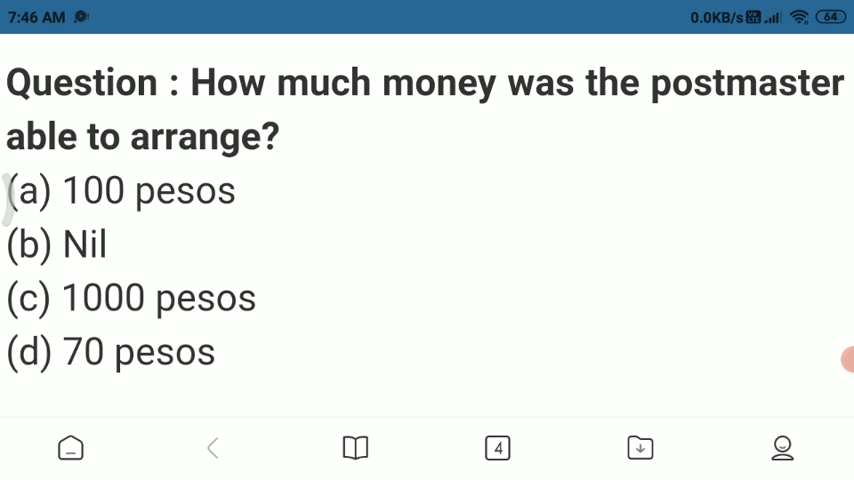 7:46 AM
0.0KB/s 64
Question : How much money was the postmaster
able to arrange?
(a) 100 pesos
(b) Nil
(c) 1000 pesos
(d) 70 pesos
4